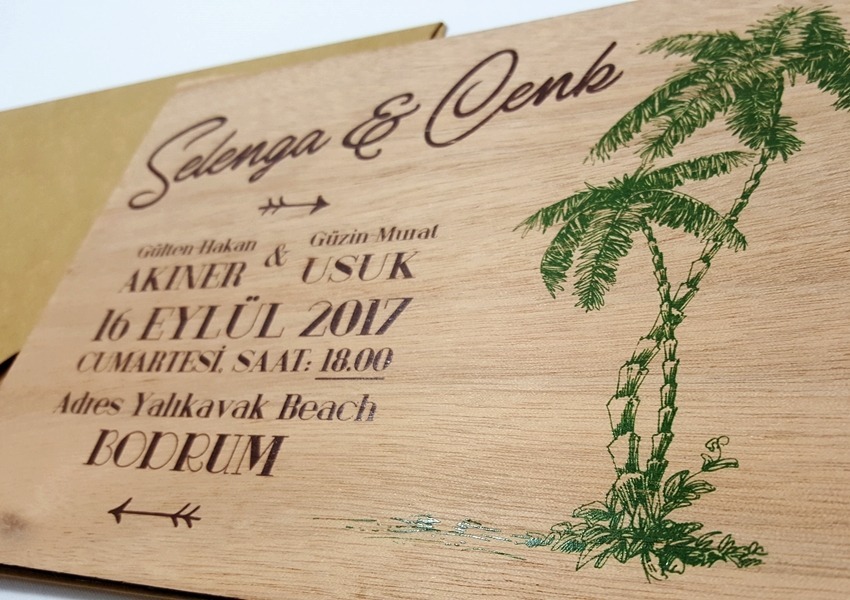 Selenga & Cenk
Gülten-Hakan & Güzin-Murat
AKINER USUK
16 EYLÜL 2017
CUMARTESİ, SAAT: 18.00
Adres Yalıkavak Beach
BODRUM